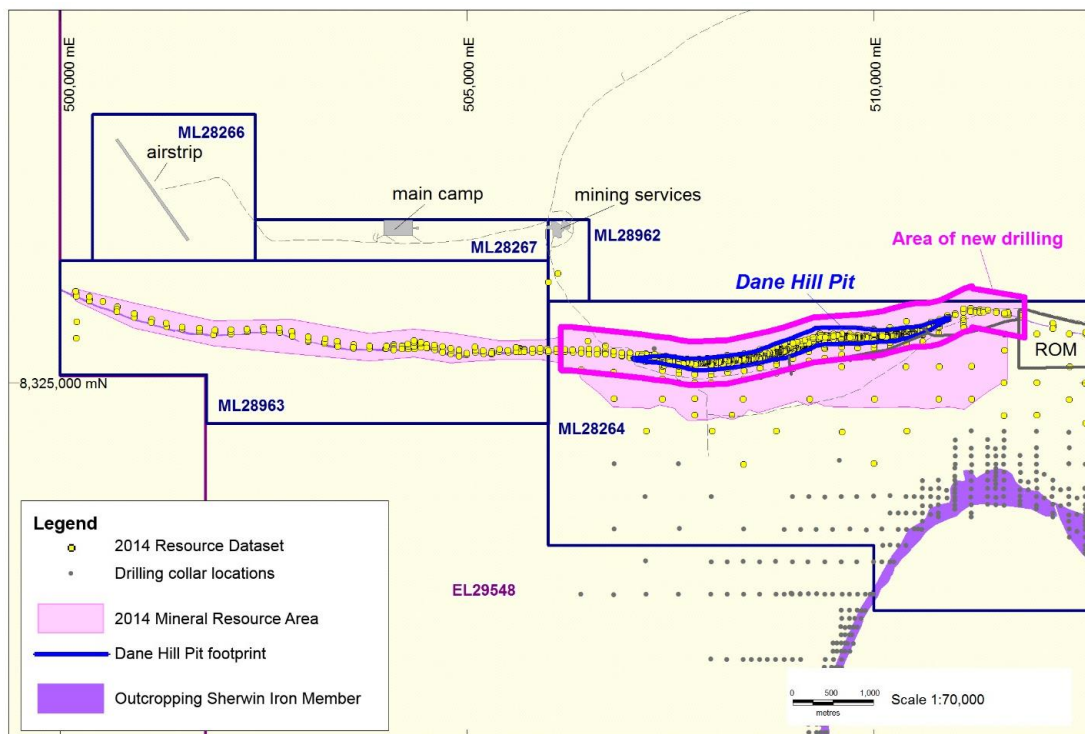 500,000 mE
505,000 mE
510,000 mE
ML28266
airstrip
main camp
mining services
ML28267
ML28962
Area of new drilling
Dane Hill Pit
ROM
8,325,000 mN
ML28963
ML28264
Legend
2014 Resource Dataset
Drilling collar locations
2014 Mineral Resource Area
Dane Hill Pit footprint
Outcropping Sherwin Iron Member
EL29548
0 500 1,000
metres
Scale 1:70,000